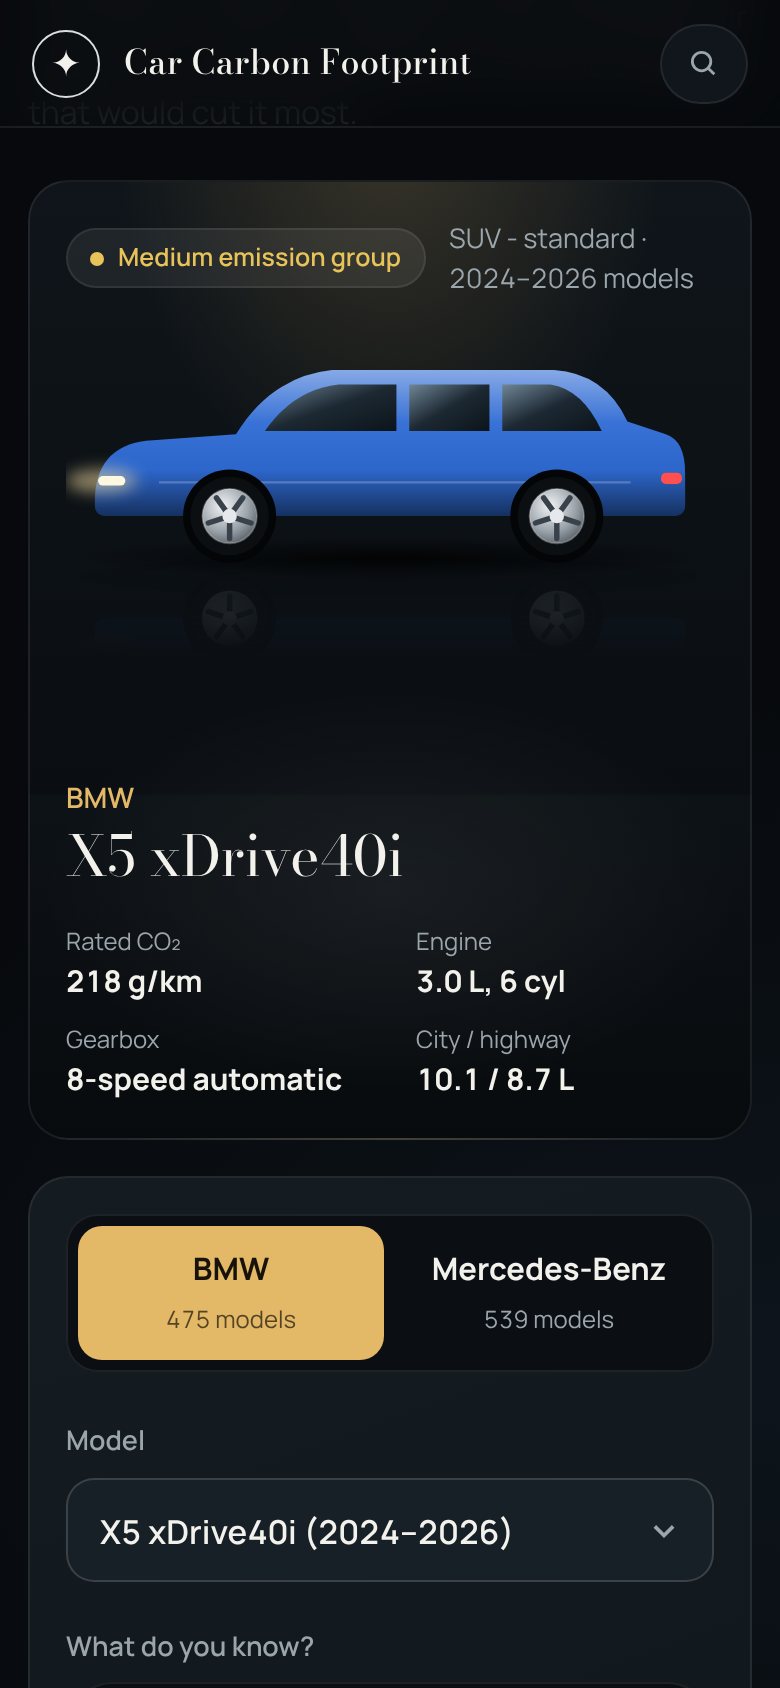 Car Carbon Footprint
that would cut it most.
Medium emission group
SUV - standard ·
2024–2026 models
BMW
X5 xDrive40i
Rated CO₂
218 g/km
Engine
3.0 L, 6 cyl
Gearbox
8-speed automatic
City / highway
10.1 / 8.7 L
BMW
475 models
Mercedes-Benz
539 models
Model
X5 xDrive40i (2024–2026)
What do you know?